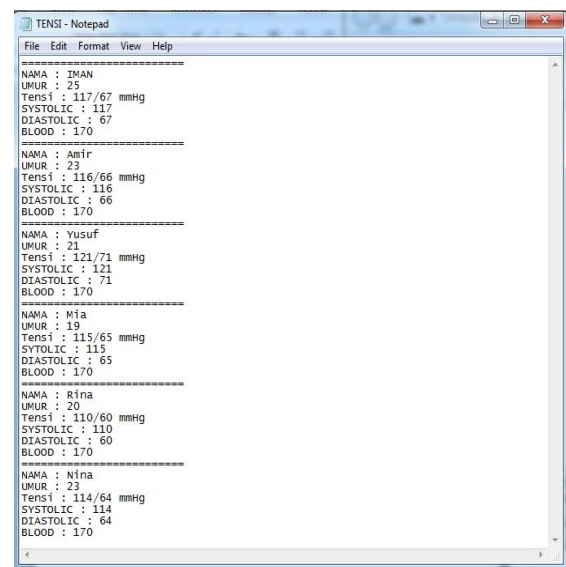 TENSI - Notepad
File Edit Format View Help
=========================
NAMA : IMAN
UMUR : 25
Tensi : 117/67 mmHg
SYSTOLIC : 117
DIASTOLIC : 67
BLOOD : 170
=========================
NAMA : Amir
UMUR : 23
Tensi : 116/66 mmHg
SYSTOLIC : 116
DIASTOLIC : 66
BLOOD : 170
=========================
NAMA : Yusuf
UMUR : 21
Tensi : 121/71 mmHg
SYSTOLIC : 121
DIASTOLIC : 71
BLOOD : 170
=========================
NAMA : Mia
UMUR : 19
Tensi : 115/65 mmHg
SYTOLIC : 115
DIASTOLIC : 65
BLOOD : 170
=========================
NAMA : Rina
UMUR : 20
Tensi : 110/60 mmHg
SYSTOLIC : 110
DIASTOLIC : 60
BLOOD : 170
=========================
NAMA : Nina
UMUR : 23
Tensi : 114/64 mmHg
SYSTOLIC : 114
DIASTOLIC : 64
BLOOD : 170